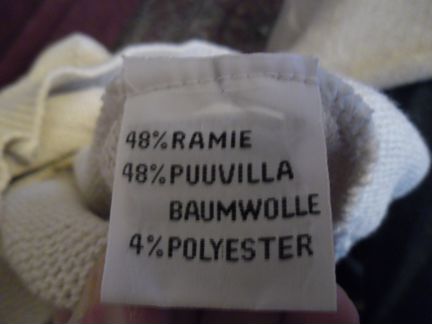 48% RAMIE
48% PUUVILLA
BAUMWOLLE
4% POLYESTER